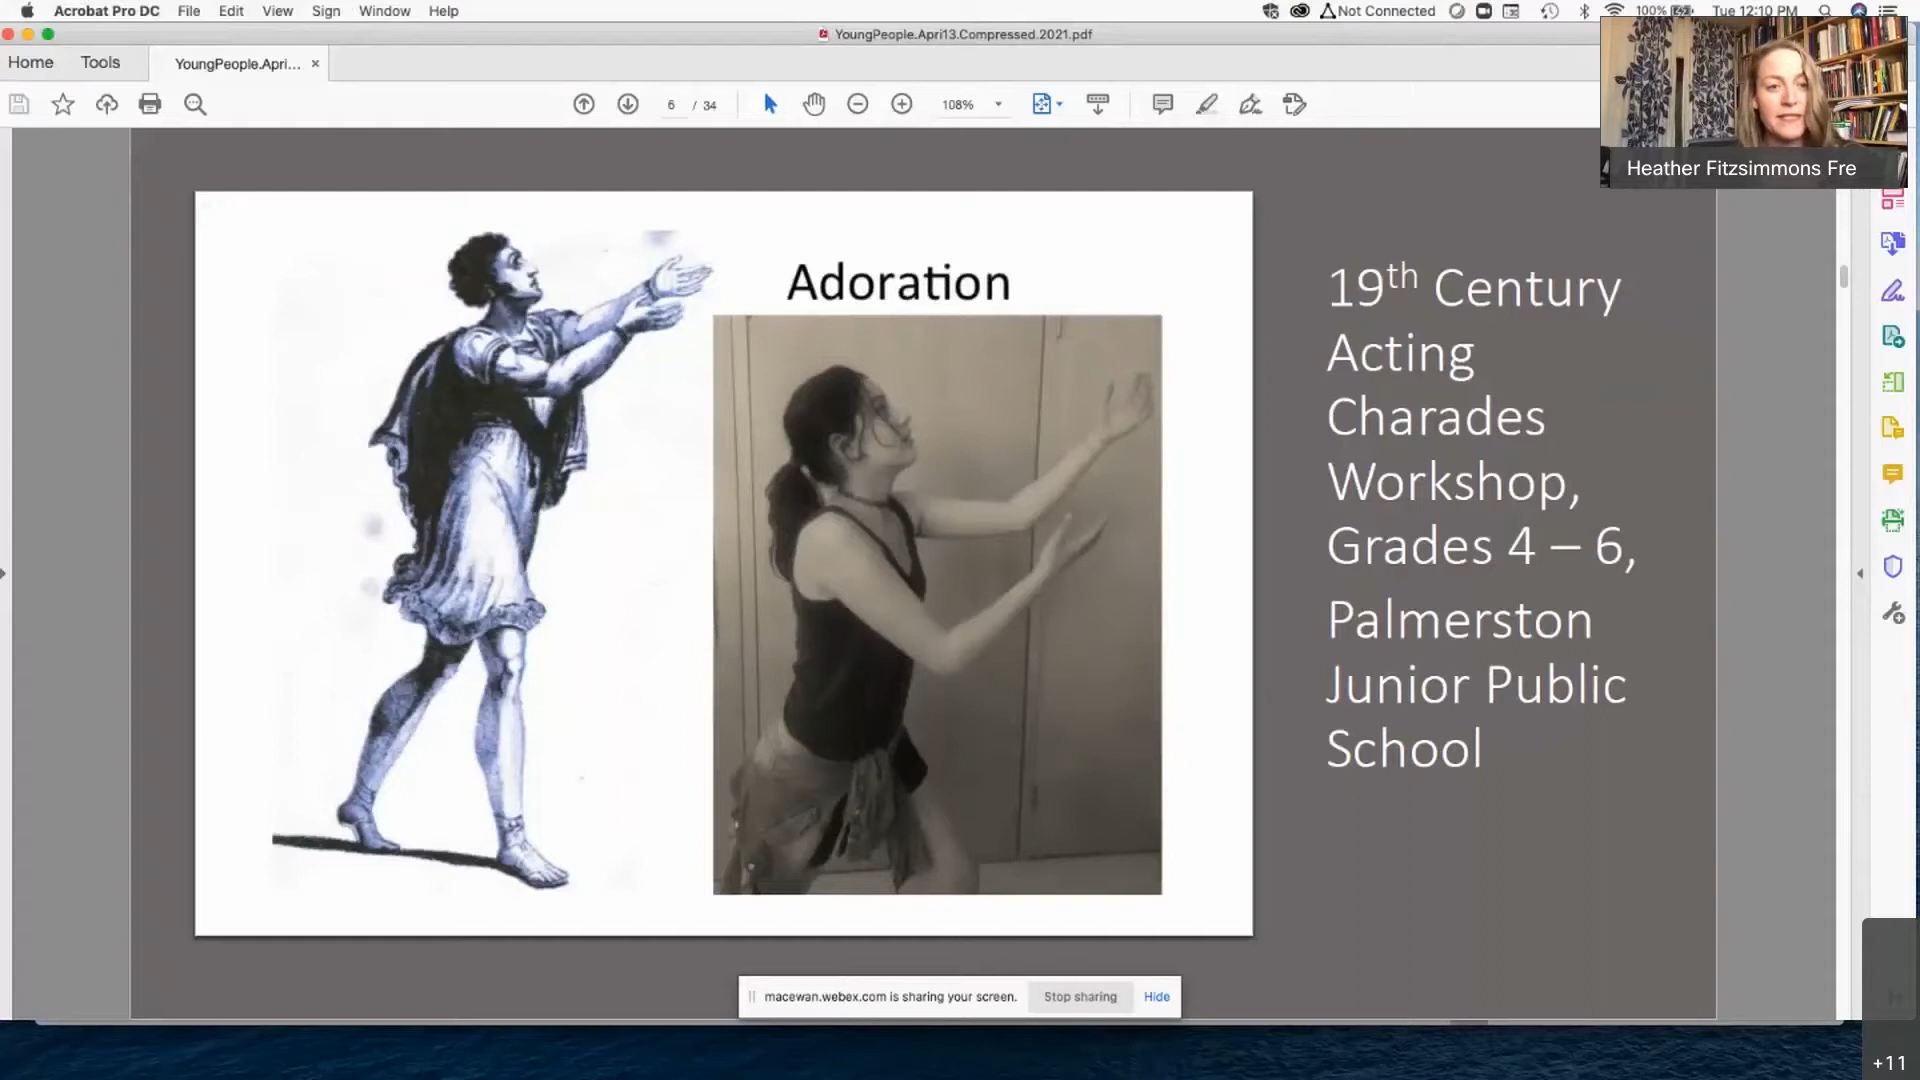 Acrobat Pro DC File Edit View Sign Window Help
Not Connected 100% Tue 12:10 PM
YoungPeople.Apri13.Compressed.2021.pdf
Home Tools YoungPeople.Apri...
6 / 34 108%
Heather Fitzsimmons Fre
Adoration
19th Century
Acting
Charades
Workshop,
Grades 4 – 6,
Palmerston
Junior Public
School
macewan.webex.com is sharing your screen. Stop sharing Hide
+11